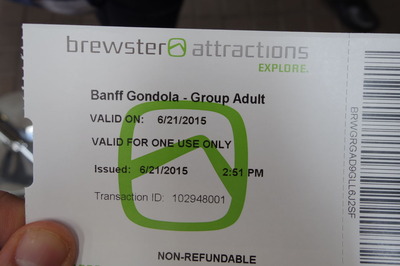 brewster attractions
EXPLORE.
Banff Gondola - Group Adult
VALID ON: 6/21/2015
VALID FOR ONE USE ONLY
Issued: 6/21/2015 2:51 PM
Transaction ID: 102948001
NON-REFUNDABLE
BRWGRGAD9GLL6J2SF